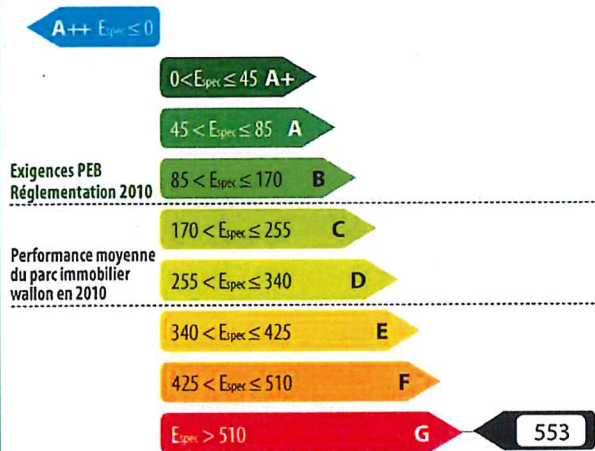 A++ Espec ≤ 0
0 < Espec ≤ 45 A+
45 < Espec ≤ 85 A
Exigences PEB
Réglementation 2010
85 < Espec ≤ 170 B
170 < Espec ≤ 255 C
Performance moyenne
du parc immobilier
wallon en 2010
255 < Espec ≤ 340 D
340 < Espec ≤ 425 E
425 < Espec ≤ 510 F
Espec > 510 G 553